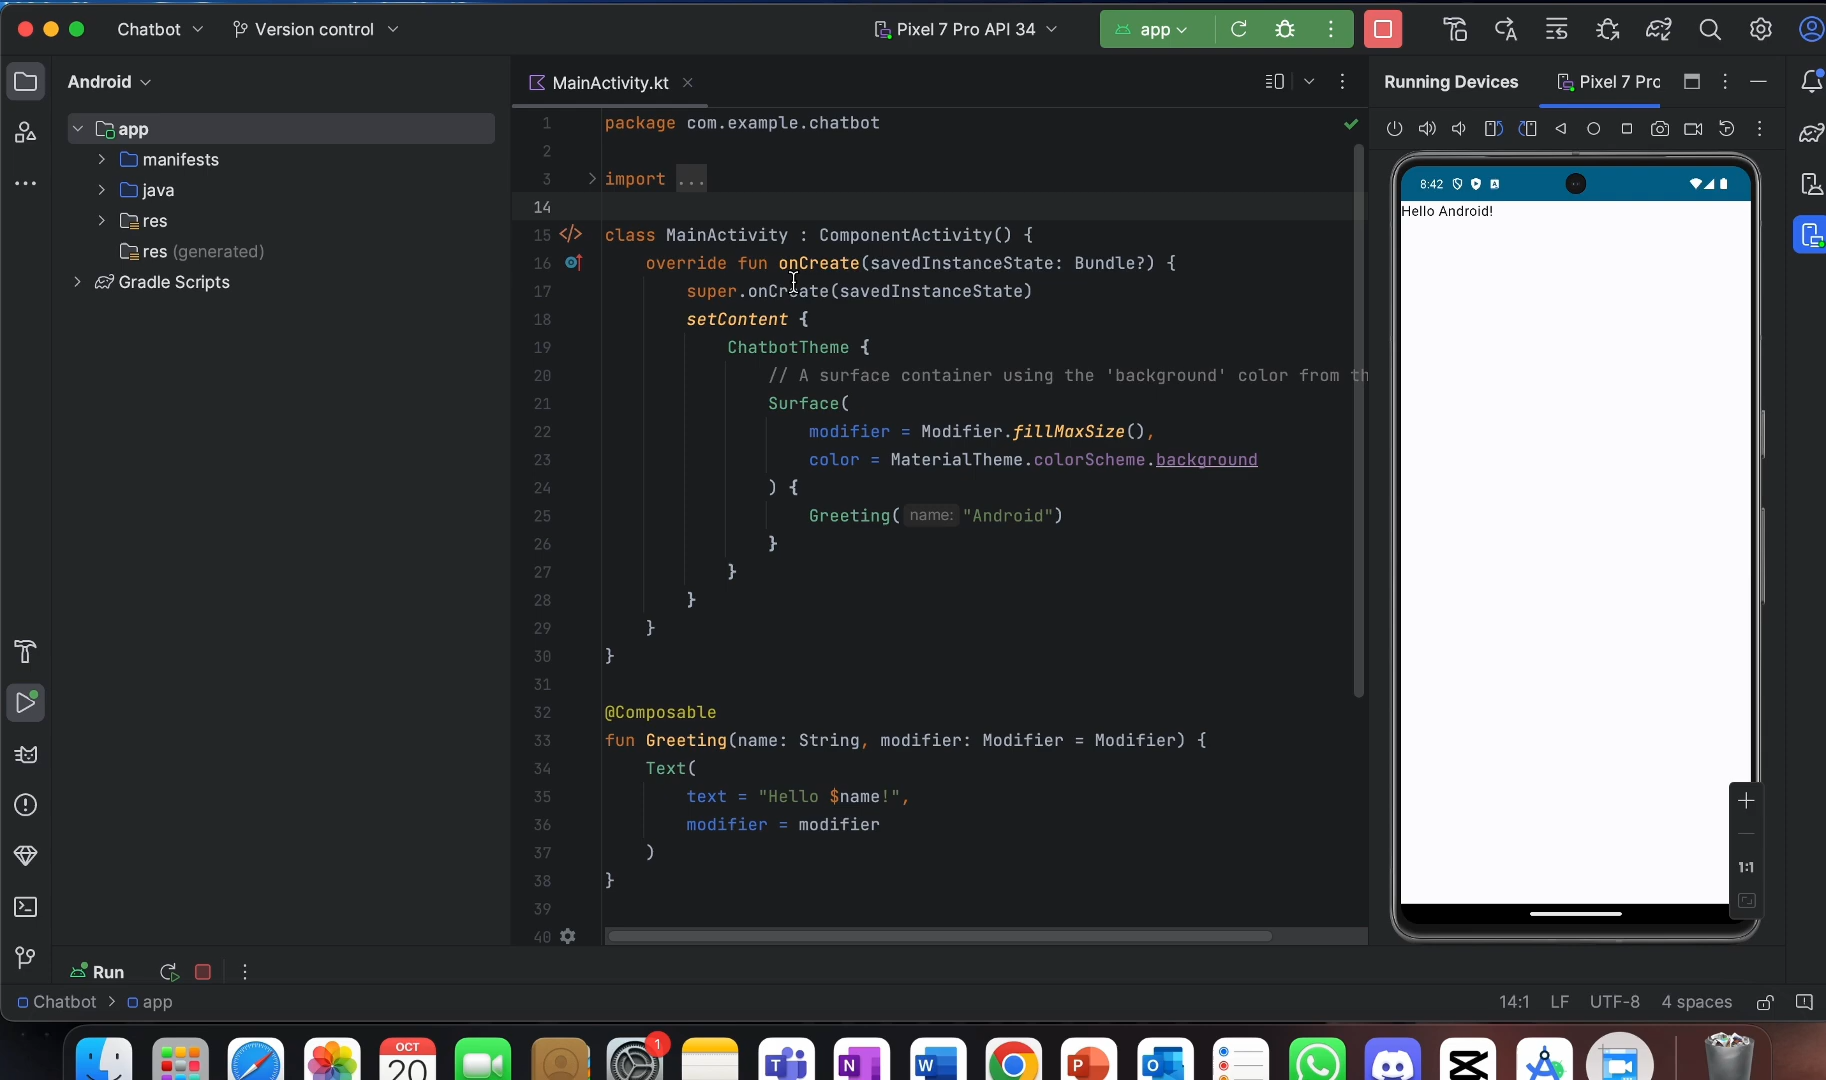 Chatbot
Version control
Pixel 7 Pro API 34
app
Android
app
manifests
java
res
res (generated)
Gradle Scripts
MainActivity.kt
1 package com.example.chatbot
2
3 import ...
14
15 class MainActivity : ComponentActivity() {
16 override fun onCreate(savedInstanceState: Bundle?) {
17 super.onCreate(savedInstanceState)
18 setContent {
19 ChatbotTheme {
20 // A surface container using the 'background' color from th
21 Surface(
22 modifier = Modifier.fillMaxSize(),
23 color = MaterialTheme.colorScheme.background
24 ) {
25 Greeting( name: "Android")
26 }
27 }
28 }
29 }
30 }
31
32 @Composable
33 fun Greeting(name: String, modifier: Modifier = Modifier) {
34 Text(
35 text = "Hello $name!",
36 modifier = modifier
37 )
38 }
39
40
Running Devices
Pixel 7 Pro
8:42
A
Hello Android!
1:1
Run
Chatbot > app
14:1 LF UTF-8 4 spaces
OCT
20
1
T
N
W
P
O